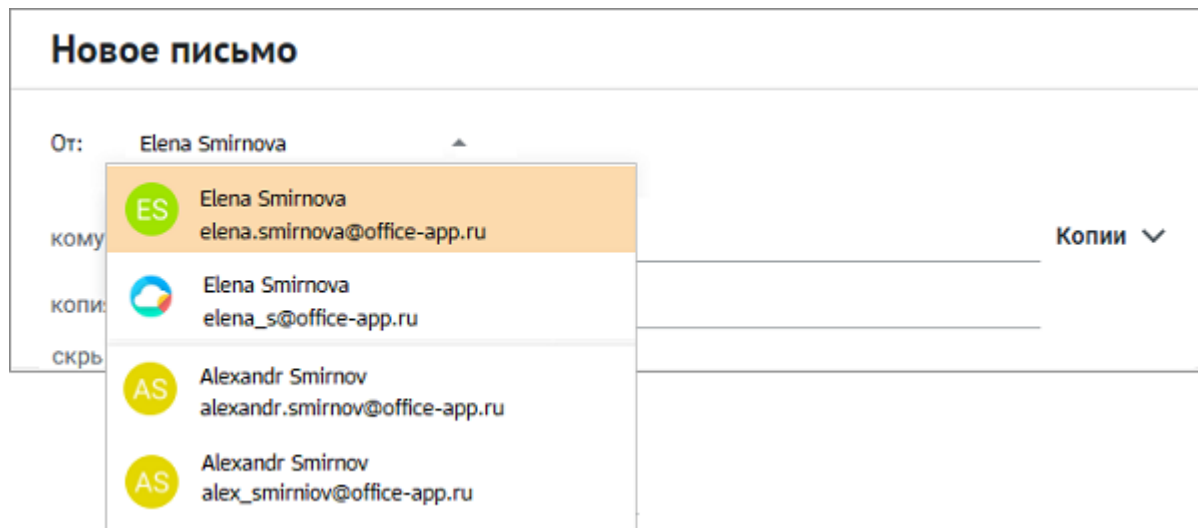 Новое письмо
От: Elena Smirnova
ES
Elena Smirnova
elena.smirnova@office-app.ru
кому
Копии
Elena Smirnova
elena_s@office-app.ru
AS
Alexandr Smirnov
alexandr.smirnov@office-app.ru
AS
Alexandr Smirnov
alex_smirniov@office-app.ru